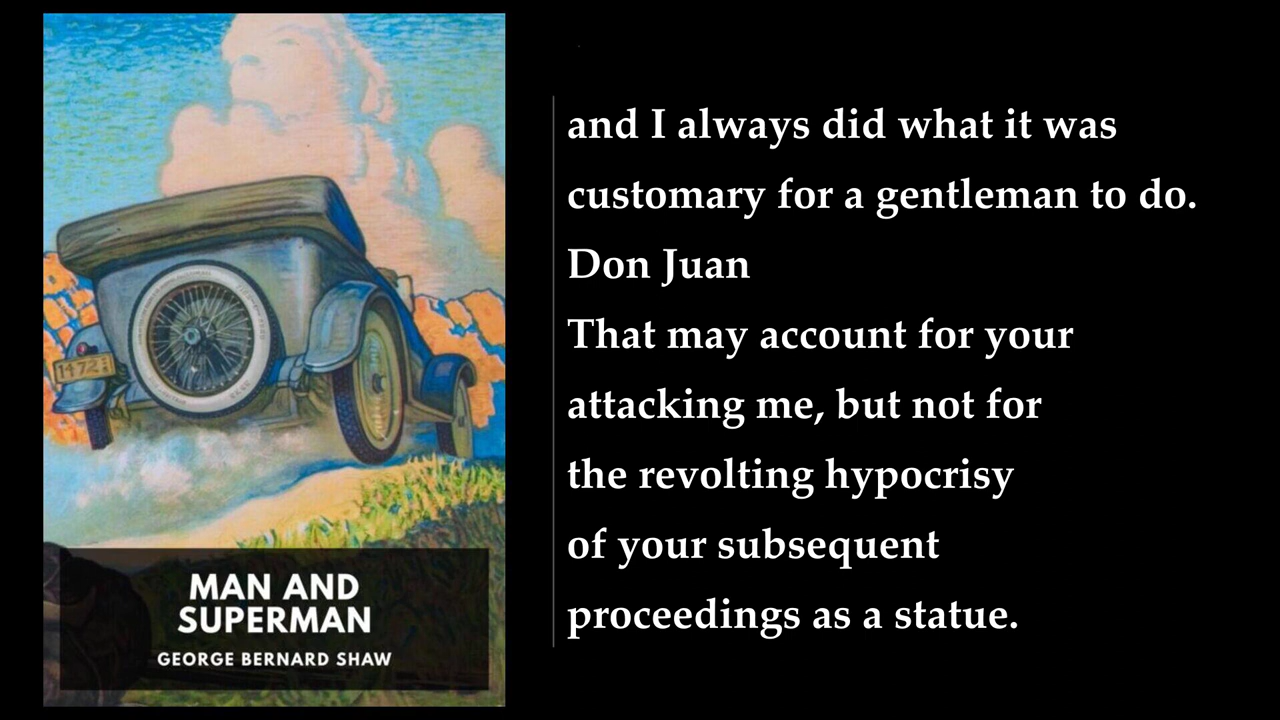 and I always did what it was
customary for a gentleman to do.
Don Juan
That may account for your
attacking me, but not for
the revolting hypocrisy
of your subsequent
proceedings as a statue.
1472
MAN AND
SUPERMAN
GEORGE BERNARD SHAW